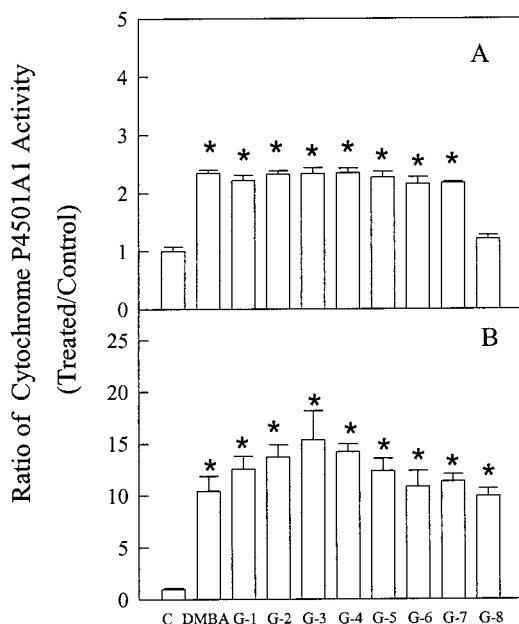 Ratio of Cytochrome P4501A1 Activity
(Treated/Control)
5
A
4
3
* * * * * * * *
2
1
0
B
25
20
* * * * * * * * *
15
10
5
0
C DMBA G-1 G-2 G-3 G-4 G-5 G-6 G-7 G-8